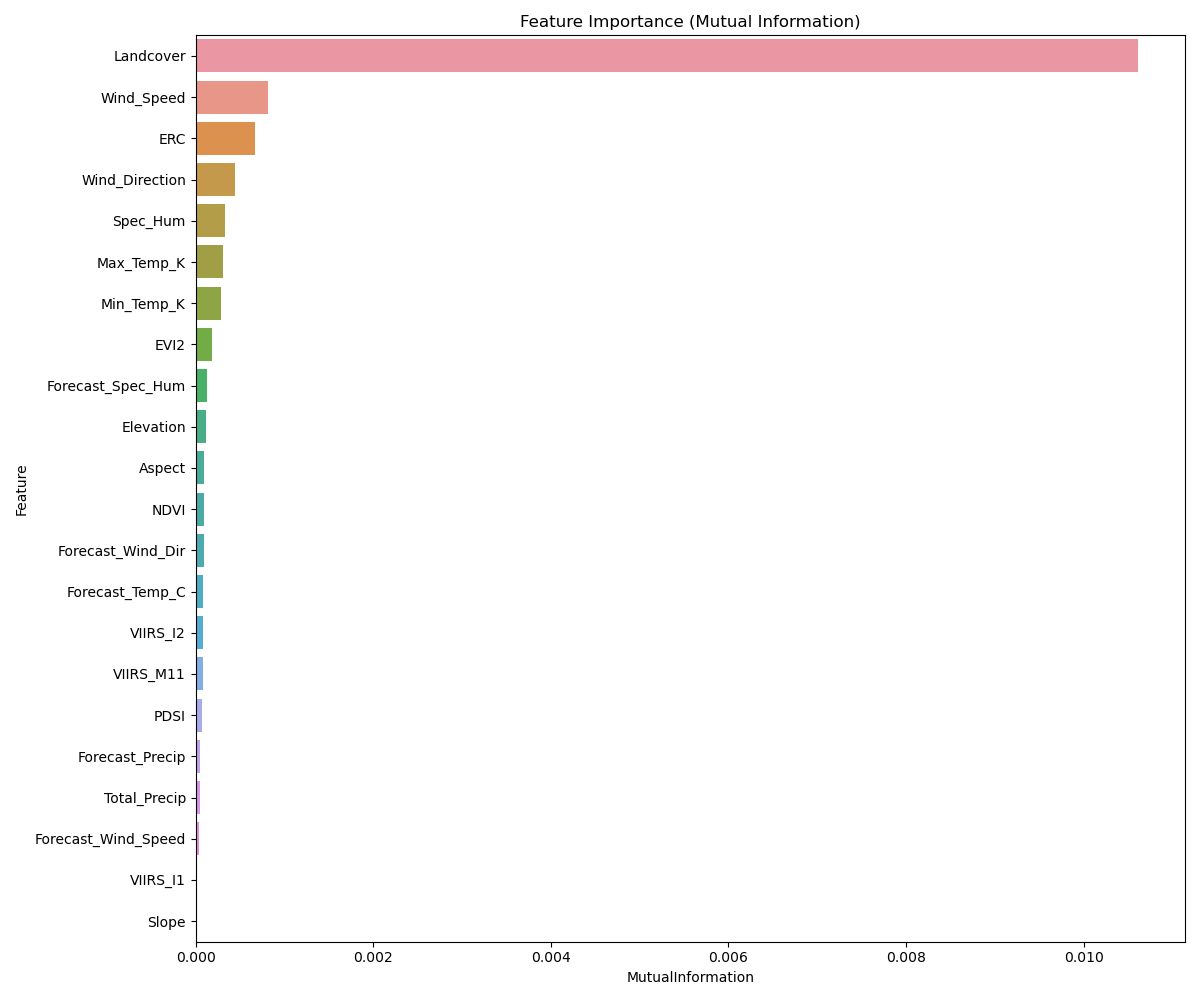 Feature Importance (Mutual Information)
Landcover
Wind_Speed
ERC
Wind_Direction
Spec_Hum
Max_Temp_K
Min_Temp_K
EVI2
Forecast_Spec_Hum
Elevation
Aspect
NDVI
Forecast_Wind_Dir
Forecast_Temp_C
VIIRS_I2
VIIRS_M11
PDSI
Forecast_Precip
Total_Precip
Forecast_Wind_Speed
VIIRS_I1
Slope
Feature
0.000 0.002 0.004 0.006 0.008 0.010
MutualInformation